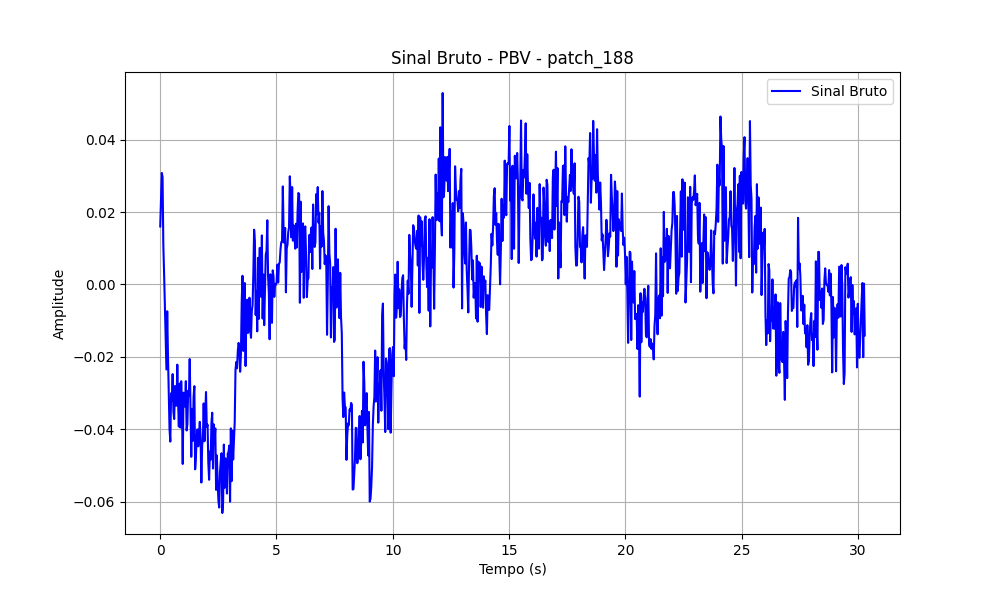 Sinal Bruto - PBV - patch_188
Sinal Bruto
Amplitude
0.04
0.02
0.00
−0.02
−0.04
−0.06
0 5 10 15 20 25 30
Tempo (s)